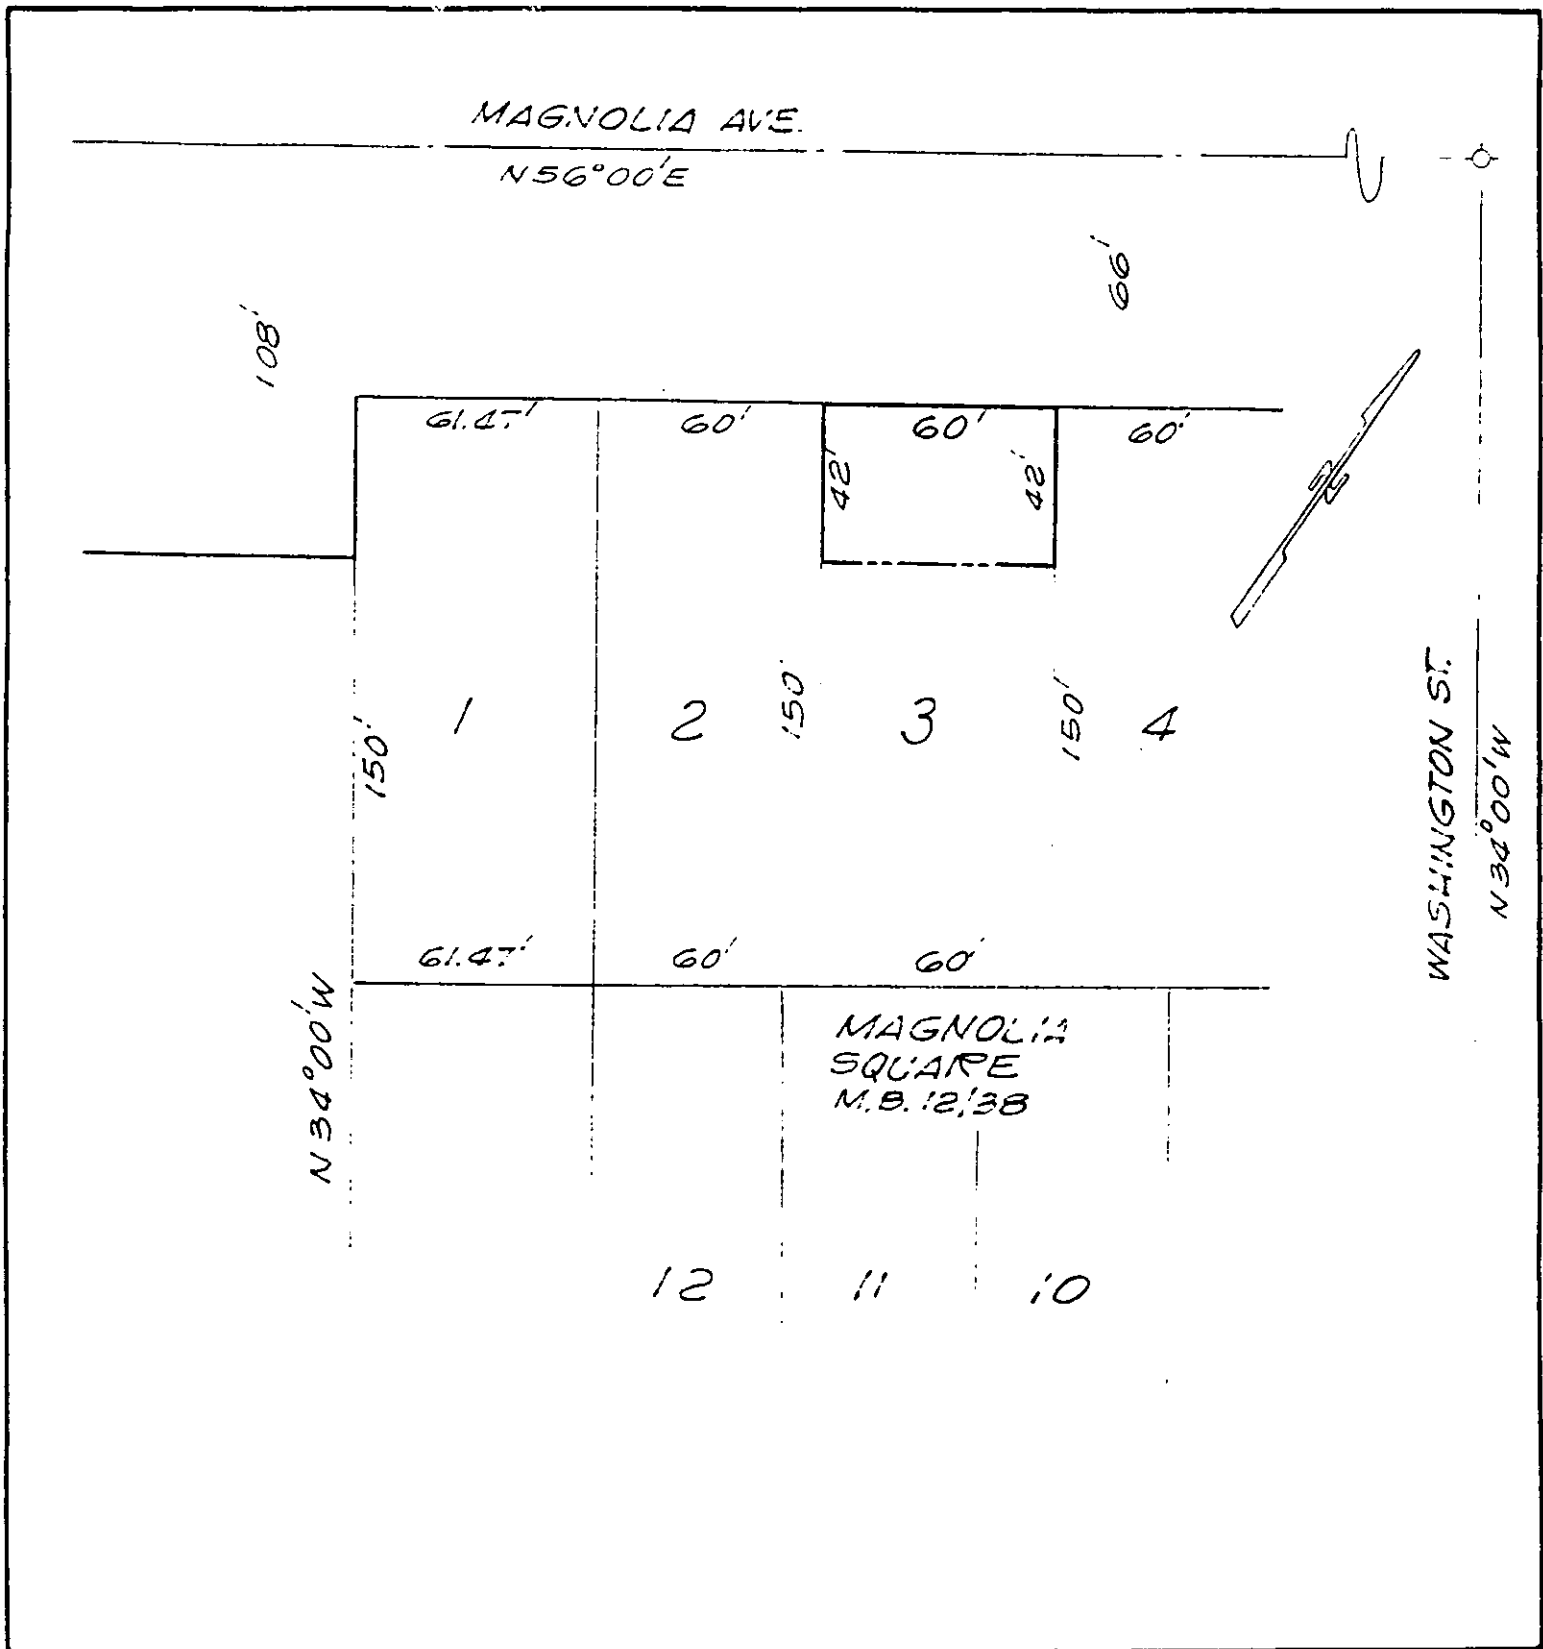 MAGNOLIA AVE.
N56°00'E
66'
108'
61.47'
60'
60'
60'
42'
42'
1
2
3
4
150'
150'
150'
WASHINGTON ST.
N34°00'W
61.47'
60'
60'
N34°00'W
MAGNOLIA
SQUARE
M.B. 12/38
12
11
10